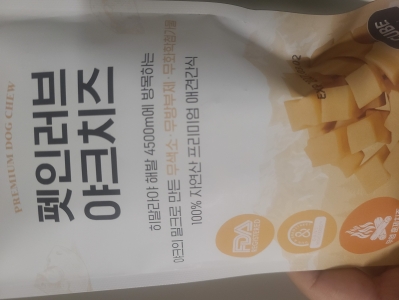 PREMIUM DOG CHEW
펫인러브
야크치즈
히말라야 해발 4500m에 방목하는
야크의 밀크로 만든 무색소·무방부제·무화학첨가물
100% 자연산 프리미엄 애견간식
CUBE
FDA